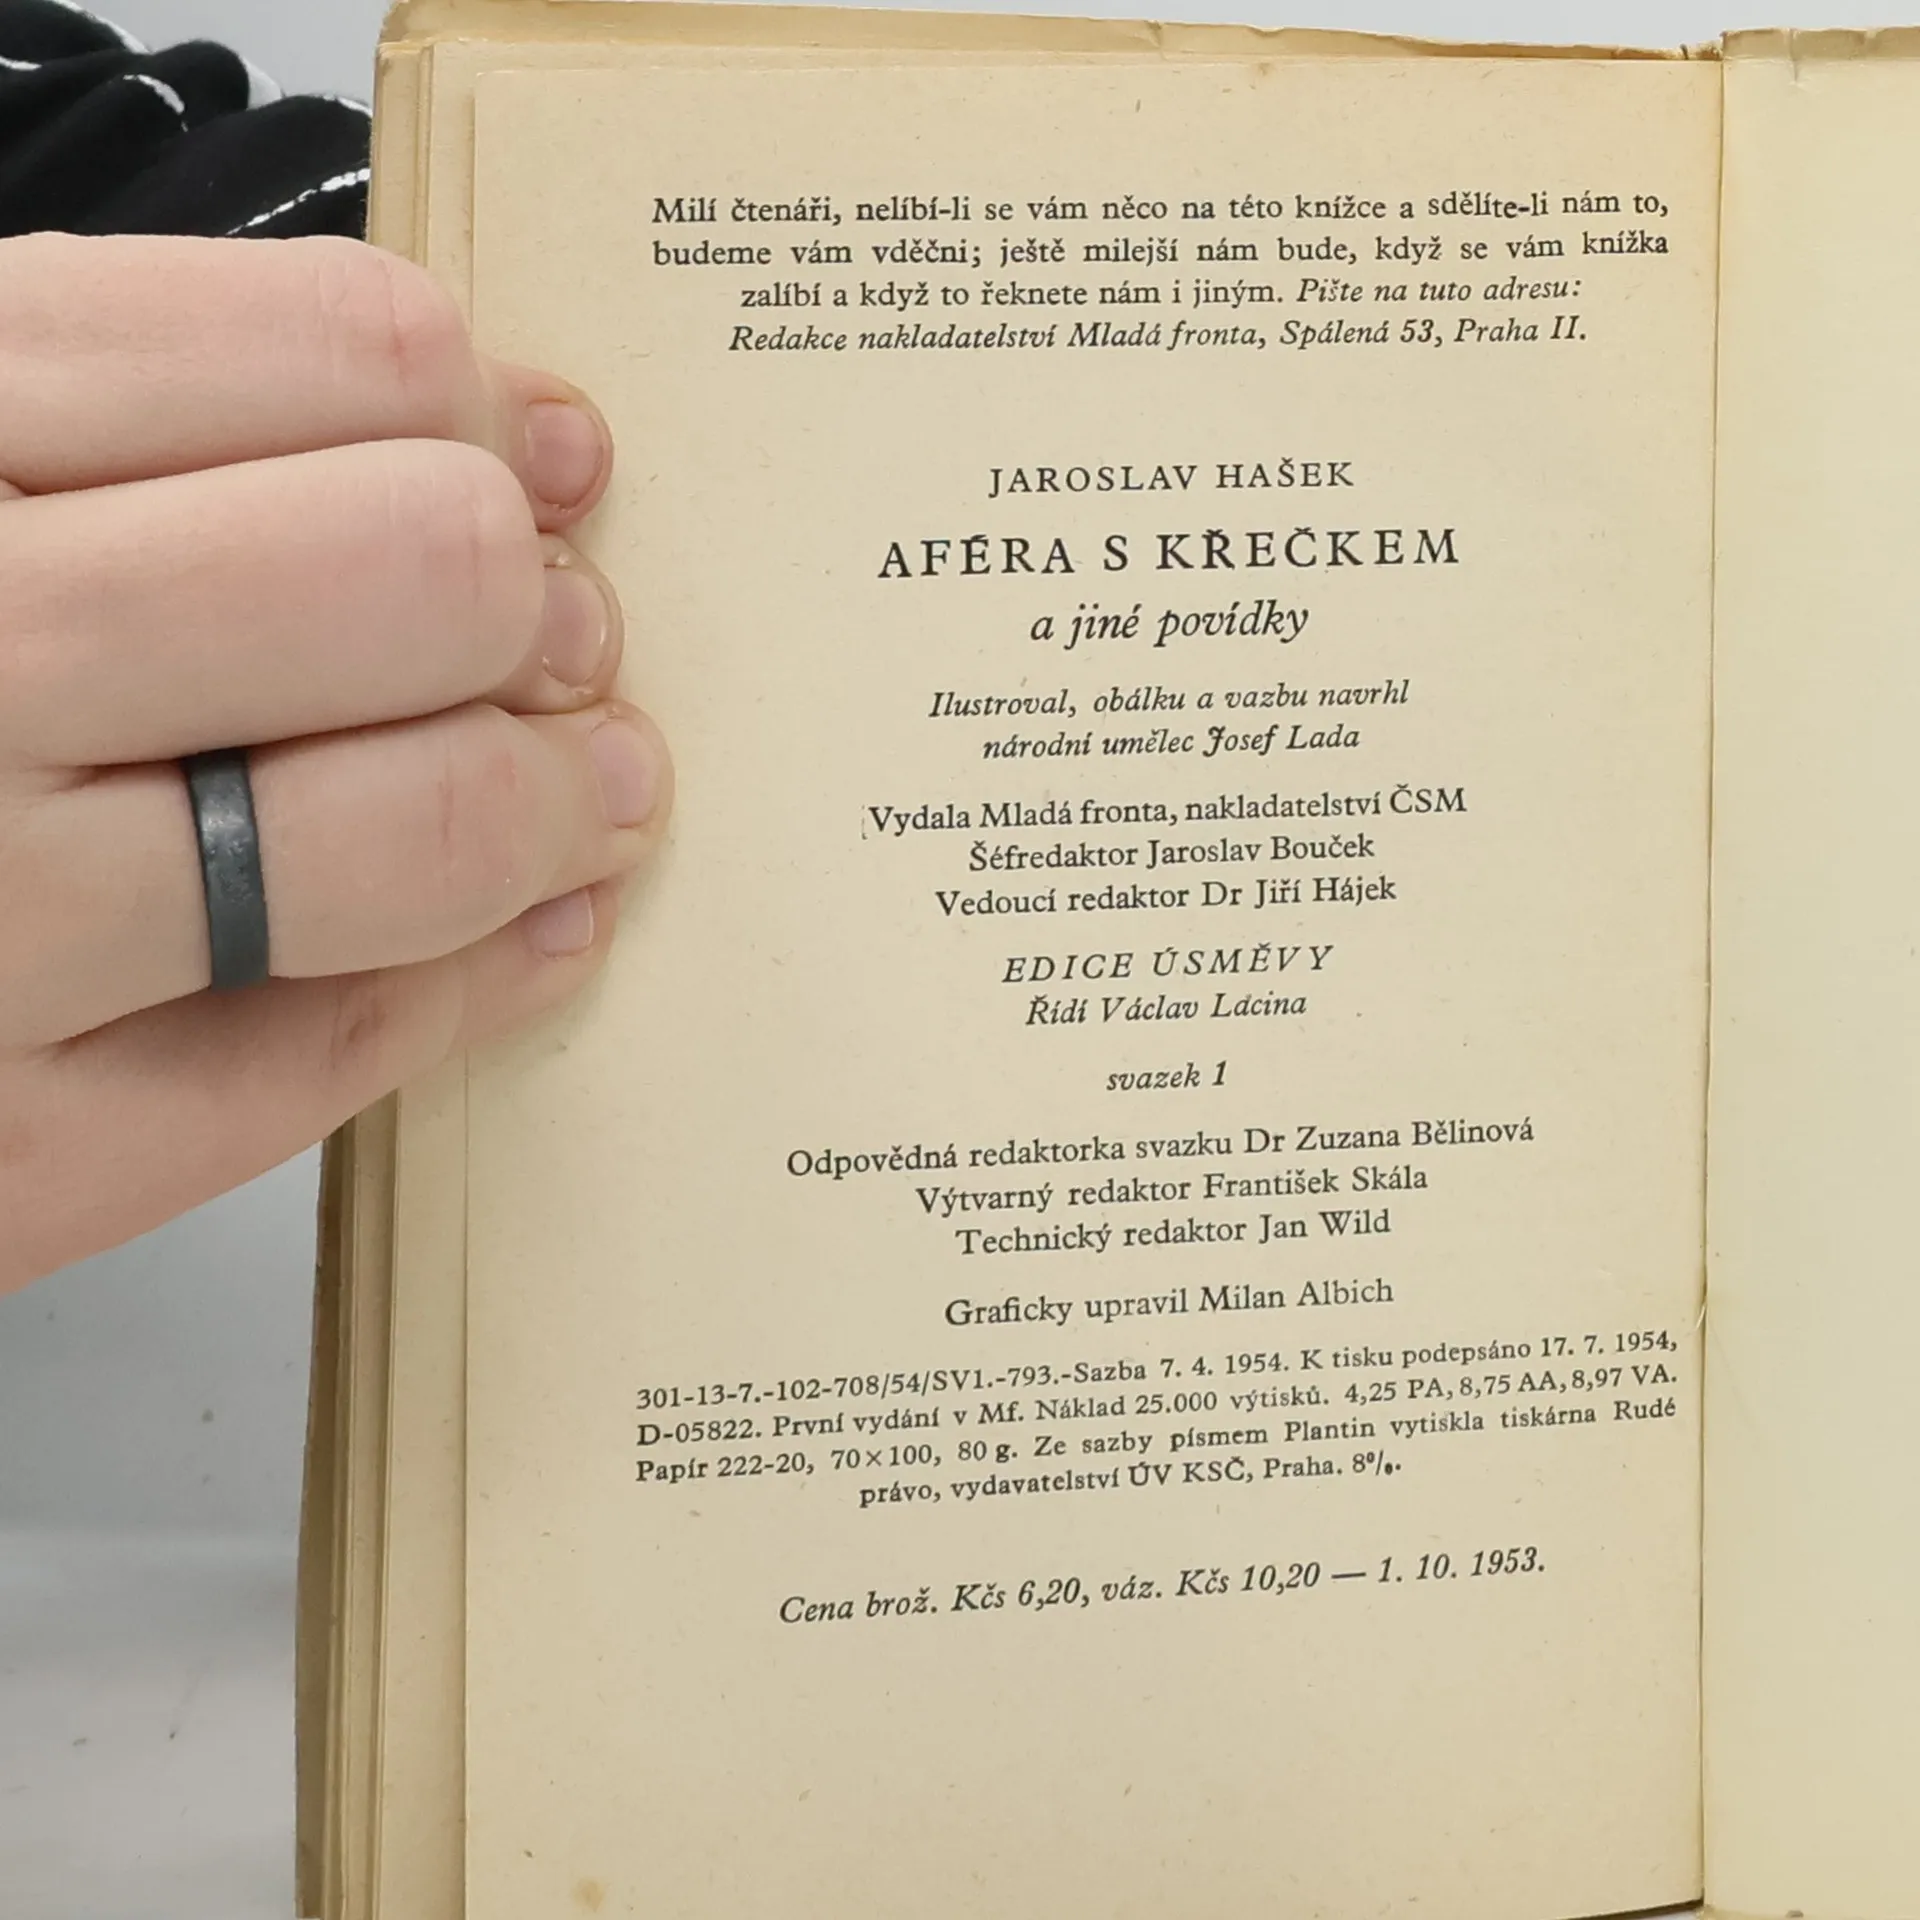 Milí čtenáři, nelíbí-li se vám něco na této knížce a sdělíte-li nám to,
budeme vám vděčni; ještě milejší nám bude, když se vám knížka
zalíbí a když to řeknete nám i jiným. Pište na tuto adresu:
Redakce nakladatelství Mladá fronta, Spálená 53, Praha II.
JAROSLAV HAŠEK
AFÉRA S KŘEČKEM
a jiné povídky
Ilustroval, obálku a vazbu navrhl
národní umělec Josef Lada
Vydala Mladá fronta, nakladatelství ČSM
Šéfredaktor Jaroslav Bouček
Vedoucí redaktor Dr Jiří Hájek
EDICE ÚSMĚVY
Řídí Václav Lacina
svazek 1
Odpovědná redaktorka svazku Dr Zuzana Bělinová
Výtvarný redaktor František Skála
Technický redaktor Jan Wild
Graficky upravil Milan Albich
301-13-7.-102-708/54/SV1.-793.-Sazba 7. 4. 1954. K tisku podepsáno 17. 7. 1954,
D-05822. První vydání v Mf. Náklad 25.000 výtisků. 4,25 PA, 8,75 AA, 8,97 VA.
Papír 222-20, 70×100, 80 g. Ze sazby písmem Plantin vytiskla tiskárna Rudé
právo, vydavatelství ÚV KSČ, Praha. 8%.
Cena brož. Kčs 6,20, váz. Kčs 10,20 — 1. 10. 1953.